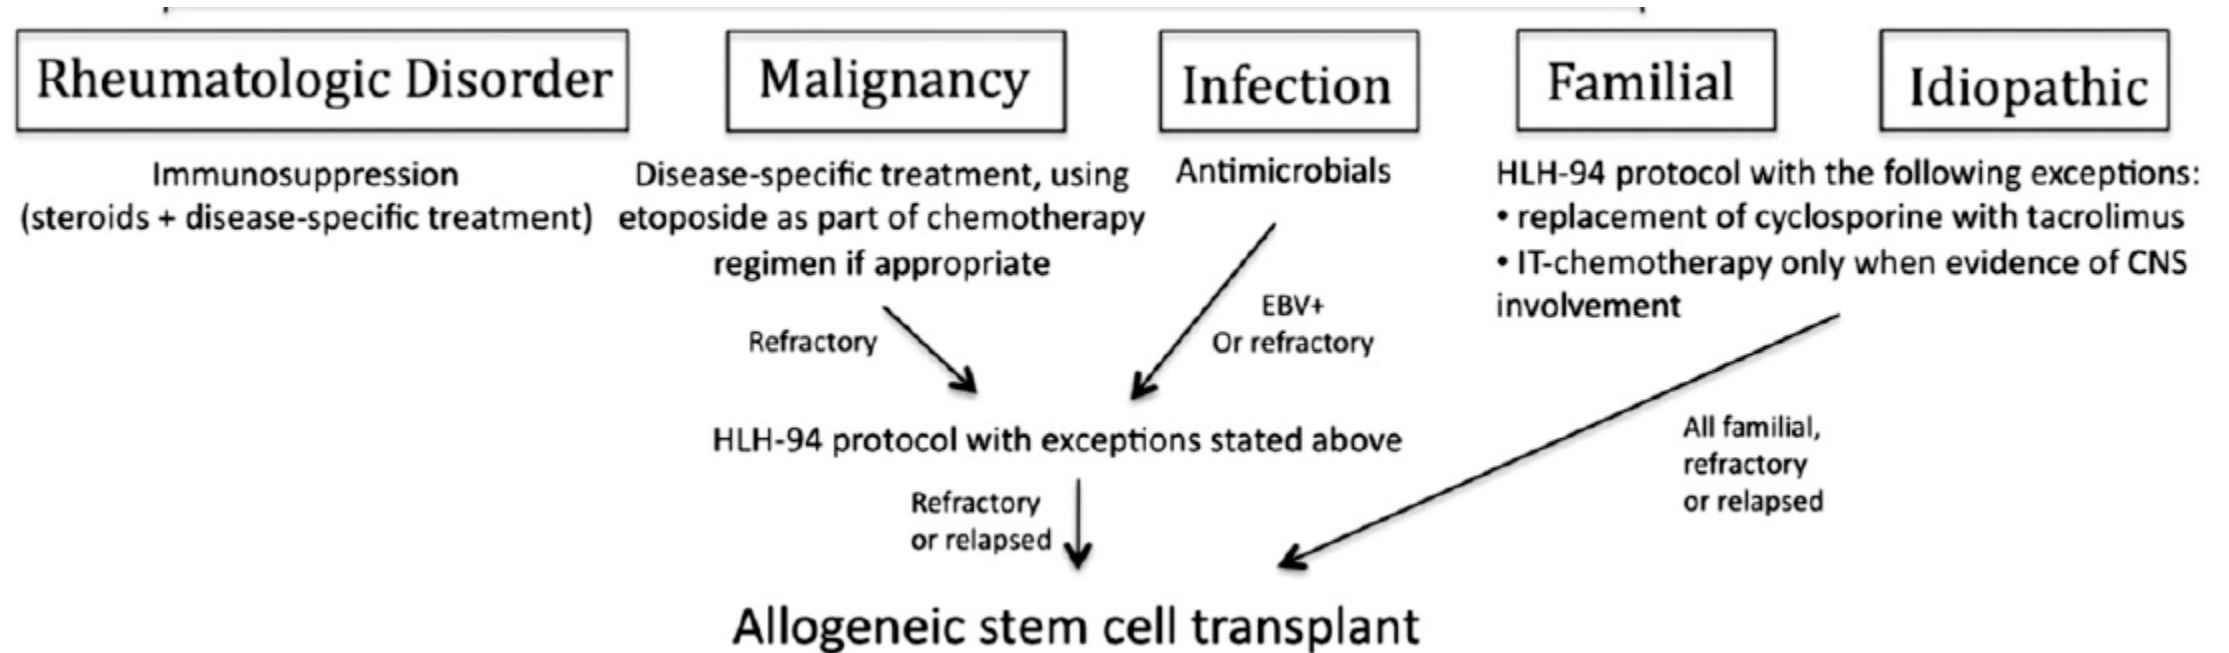 Rheumatologic Disorder
Malignancy
Infection
Familial
Idiopathic
Immunosuppression
(steroids + disease-specific treatment)
Disease-specific treatment, using
etoposide as part of chemotherapy
regimen if appropriate
Antimicrobials
HLH-94 protocol with the following exceptions:
• replacement of cyclosporine with tacrolimus
• IT-chemotherapy only when evidence of CNS
involvement
Refractory
EBV+
Or refractory
HLH-94 protocol with exceptions stated above
All familial,
refractory
or relapsed
Refractory
or relapsed
Allogeneic stem cell transplant